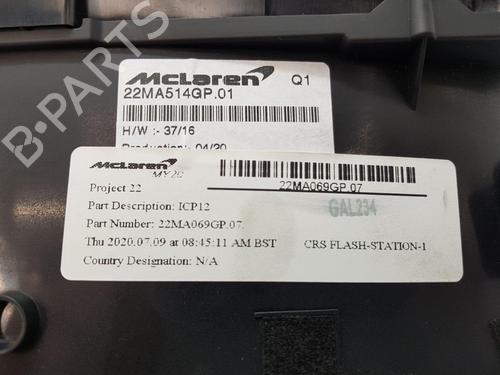 McLaren Q1
22MA514GP.01
H/W :- 37/16
Production:- 04/20
McLaren
MY20
22MA069GP.07
Project 22
Part Description: ICP12
GAL234
Part Number: 22MA069GP.07.
Thu 2020.07.09 at 08:45:11 AM BST CRS FLASH-STATION-1
Country Designation: N/A
B-PARTS